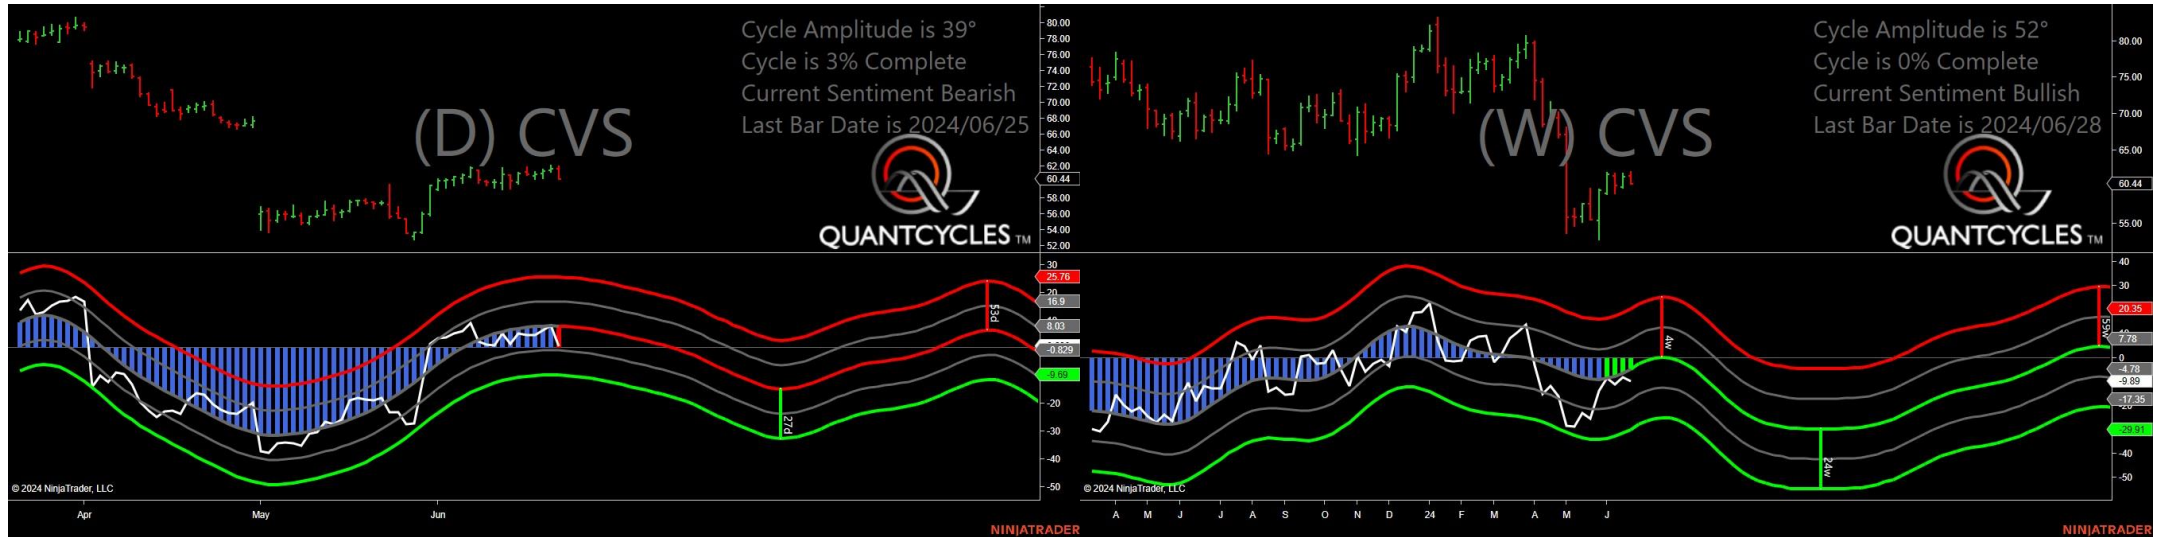 Cycle Amplitude is 39°
Cycle is 3% Complete
Current Sentiment Bearish
Last Bar Date is 2024/06/25
(D) CVS
QUANTCYCLES TM
80.00
78.00
76.00
74.00
72.00
70.00
68.00
66.00
64.00
62.00
60.44
58.00
56.00
54.00
52.00
30
25.76
20
16.9
8.03
-0.829
-9.69
-20
-30
-40
-50
53d
27d
© 2024 NinjaTrader, LLC
Apr
May
Jun
NINJATRADER
Cycle Amplitude is 52°
Cycle is 0% Complete
Current Sentiment Bullish
Last Bar Date is 2024/06/28
(W) CVS
QUANTCYCLES TM
80.00
75.00
70.00
65.00
60.44
55.00
40
30
20.35
7.78
0
-4.78
-9.89
-17.35
-29.91
-40
-50
4w
59w
24w
© 2024 NinjaTrader, LLC
A M J J A S O N D 24 F M A M J
NINJATRADER